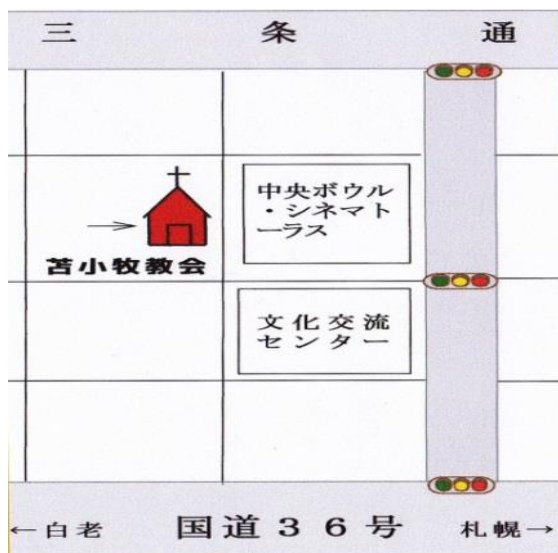 三条通
中央ボウル
・シネマト
ーラス
苫小牧教会
文化交流
センター
←白老 国道３６号 札幌→